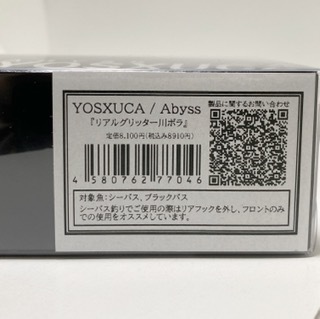 YOSXUCA / Abyss
『リアルグリッター川ボラ』
定価8,100円(税込み8910円)
4 580762 777046
製品に関するお問い合わせ
対象魚:シーバス、ブラックバス
シーバス釣りでご使用の際はリアフックを外し、フロントのみ
での使用をオススメしています。